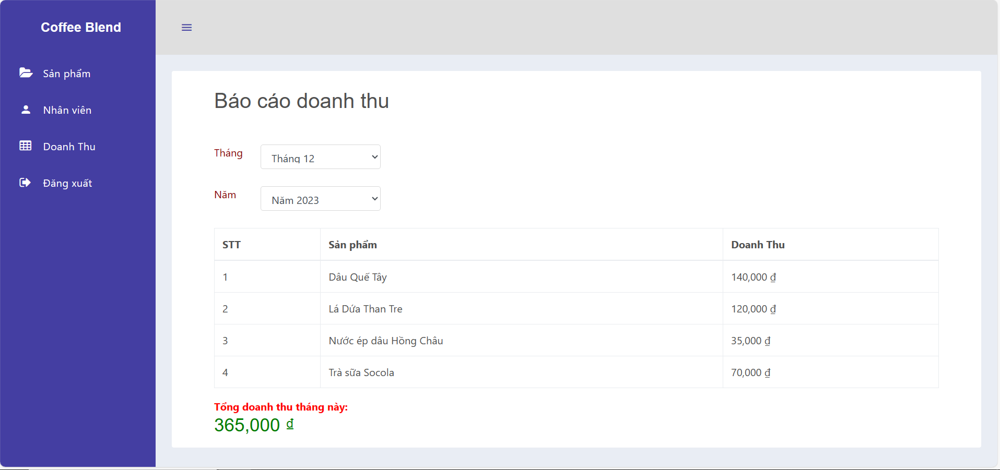 Coffee Blend
Sản phẩm
Nhân viên
Doanh Thu
Đăng xuất
Báo cáo doanh thu
Tháng
Tháng 12
Năm
Năm 2023
STT Sản phẩm Doanh Thu
1 Dâu Quế Tây 140,000 ₫
2 Lá Dứa Than Tre 120,000 ₫
3 Nước ép dâu Hồng Châu 35,000 ₫
4 Trà sữa Socola 70,000 ₫
Tổng doanh thu tháng này:
365,000 ₫